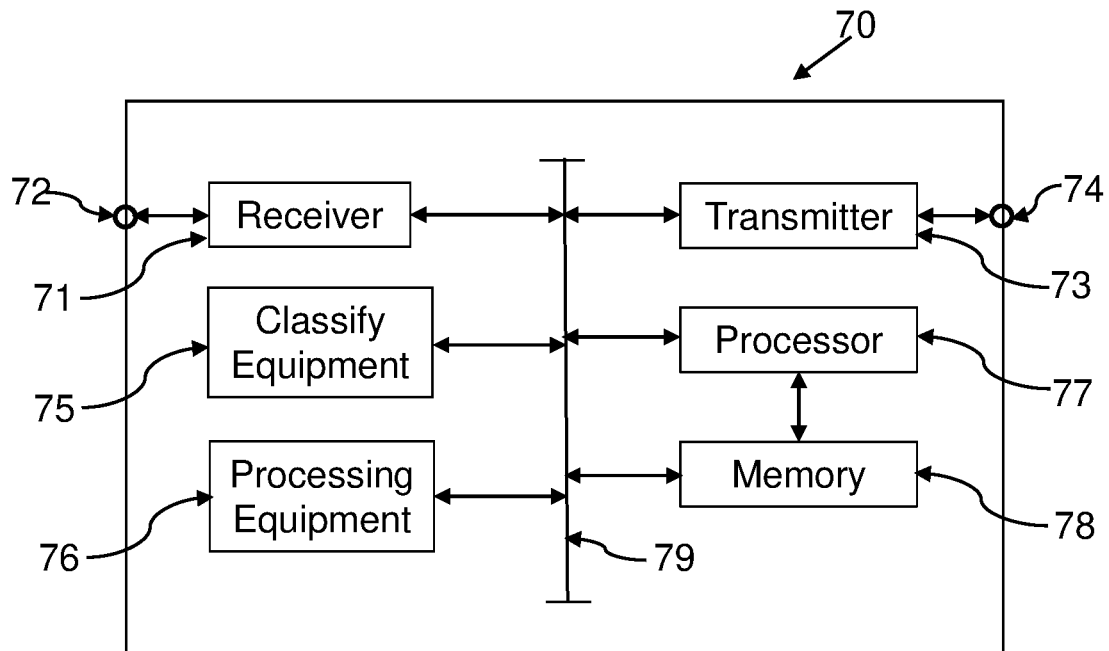 70
72
Receiver
Transmitter
74
71
73
Classify
Equipment
Processor
75
77
Processing
Equipment
Memory
76
79
78